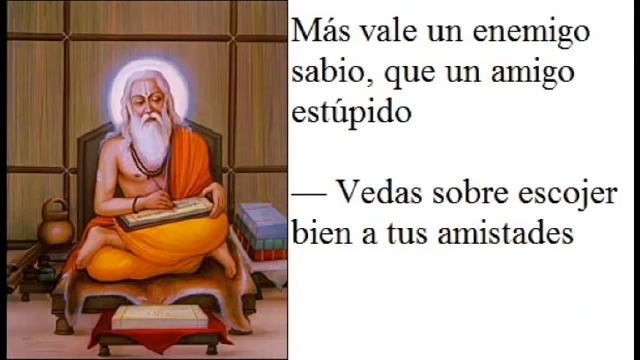 Más vale un enemigo
sabio, que un amigo
estúpido
— Vedas sobre escojer
bien a tus amistades